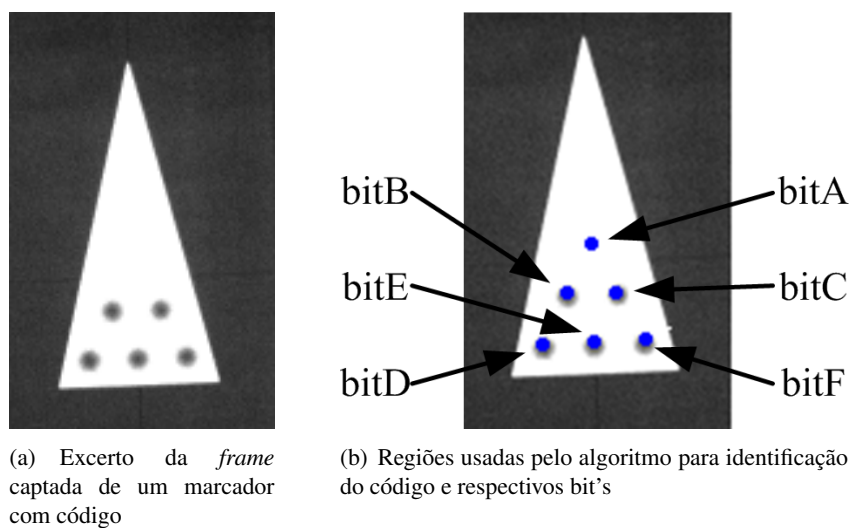 bitB
bitA
bitE
bitC
bitD
bitF
(a) Excerto da frame
captada de um marcador
com código
(b) Regiões usadas pelo algoritmo para identificação
do código e respectivos bit's